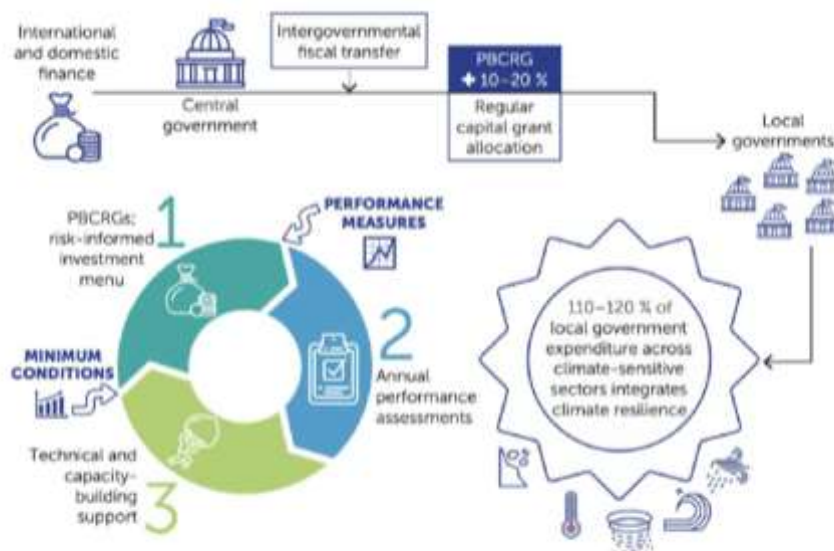 International
and domestic
finance
Central
government
Intergovernmental
fiscal transfer
PBCRG
+ 10–20 %
Regular
capital grant
allocation
Local
governments
1
PBCRGs;
risk-informed
investment
menu
PERFORMANCE
MEASURES
2
Annual
performance
assessments
MINIMUM
CONDITIONS
Technical and
capacity-
building
support
3
110–120 % of
local government
expenditure across
climate-sensitive
sectors integrates
climate resilience